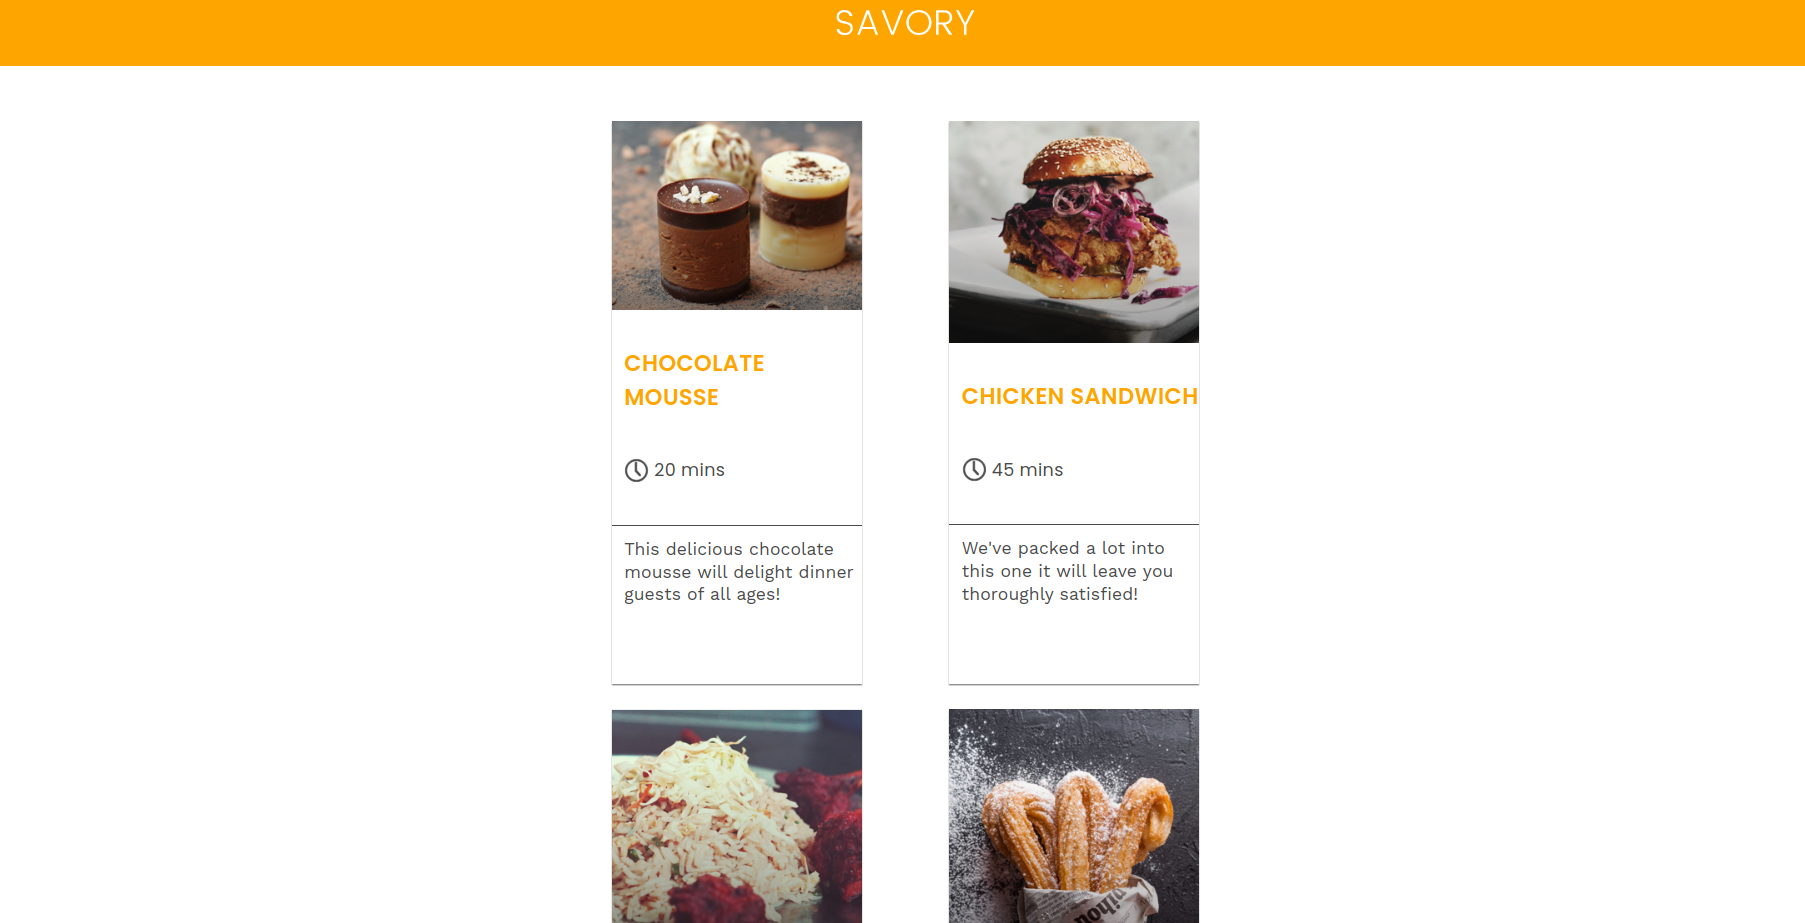 SAVORY
CHOCOLATE
MOUSSE
20 mins
This delicious chocolate
mousse will delight dinner
guests of all ages!
CHICKEN SANDWICH
45 mins
We've packed a lot into
this one it will leave you
thoroughly satisfied!